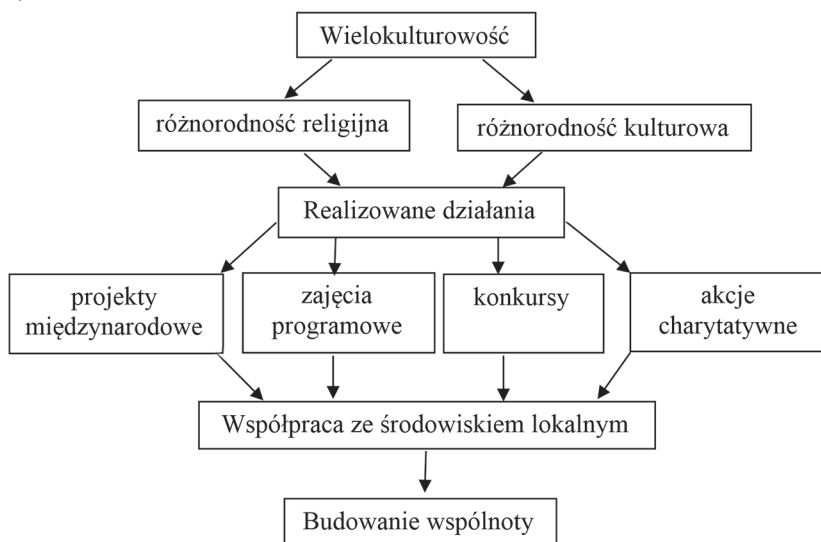 Wielokulturowość
różnorodność religijna
różnorodność kulturowa
Realizowane działania
projekty
międzynarodowe
zajęcia
programowe
konkursy
akcje
charytatywne
Współpraca ze środowiskiem lokalnym
Budowanie wspólnoty